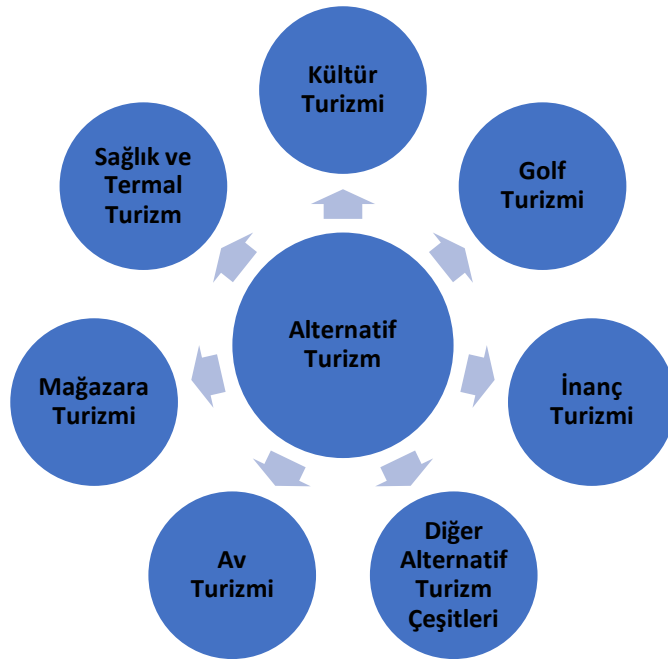 Kültür
Turizmi
Golf
Turizmi
İnanç
Turizmi
Diğer
Alternatif
Turizm
Çeşitleri
Av
Turizmi
Mağazara
Turizmi
Sağlık ve
Termal
Turizm
Alternatif
Turizm